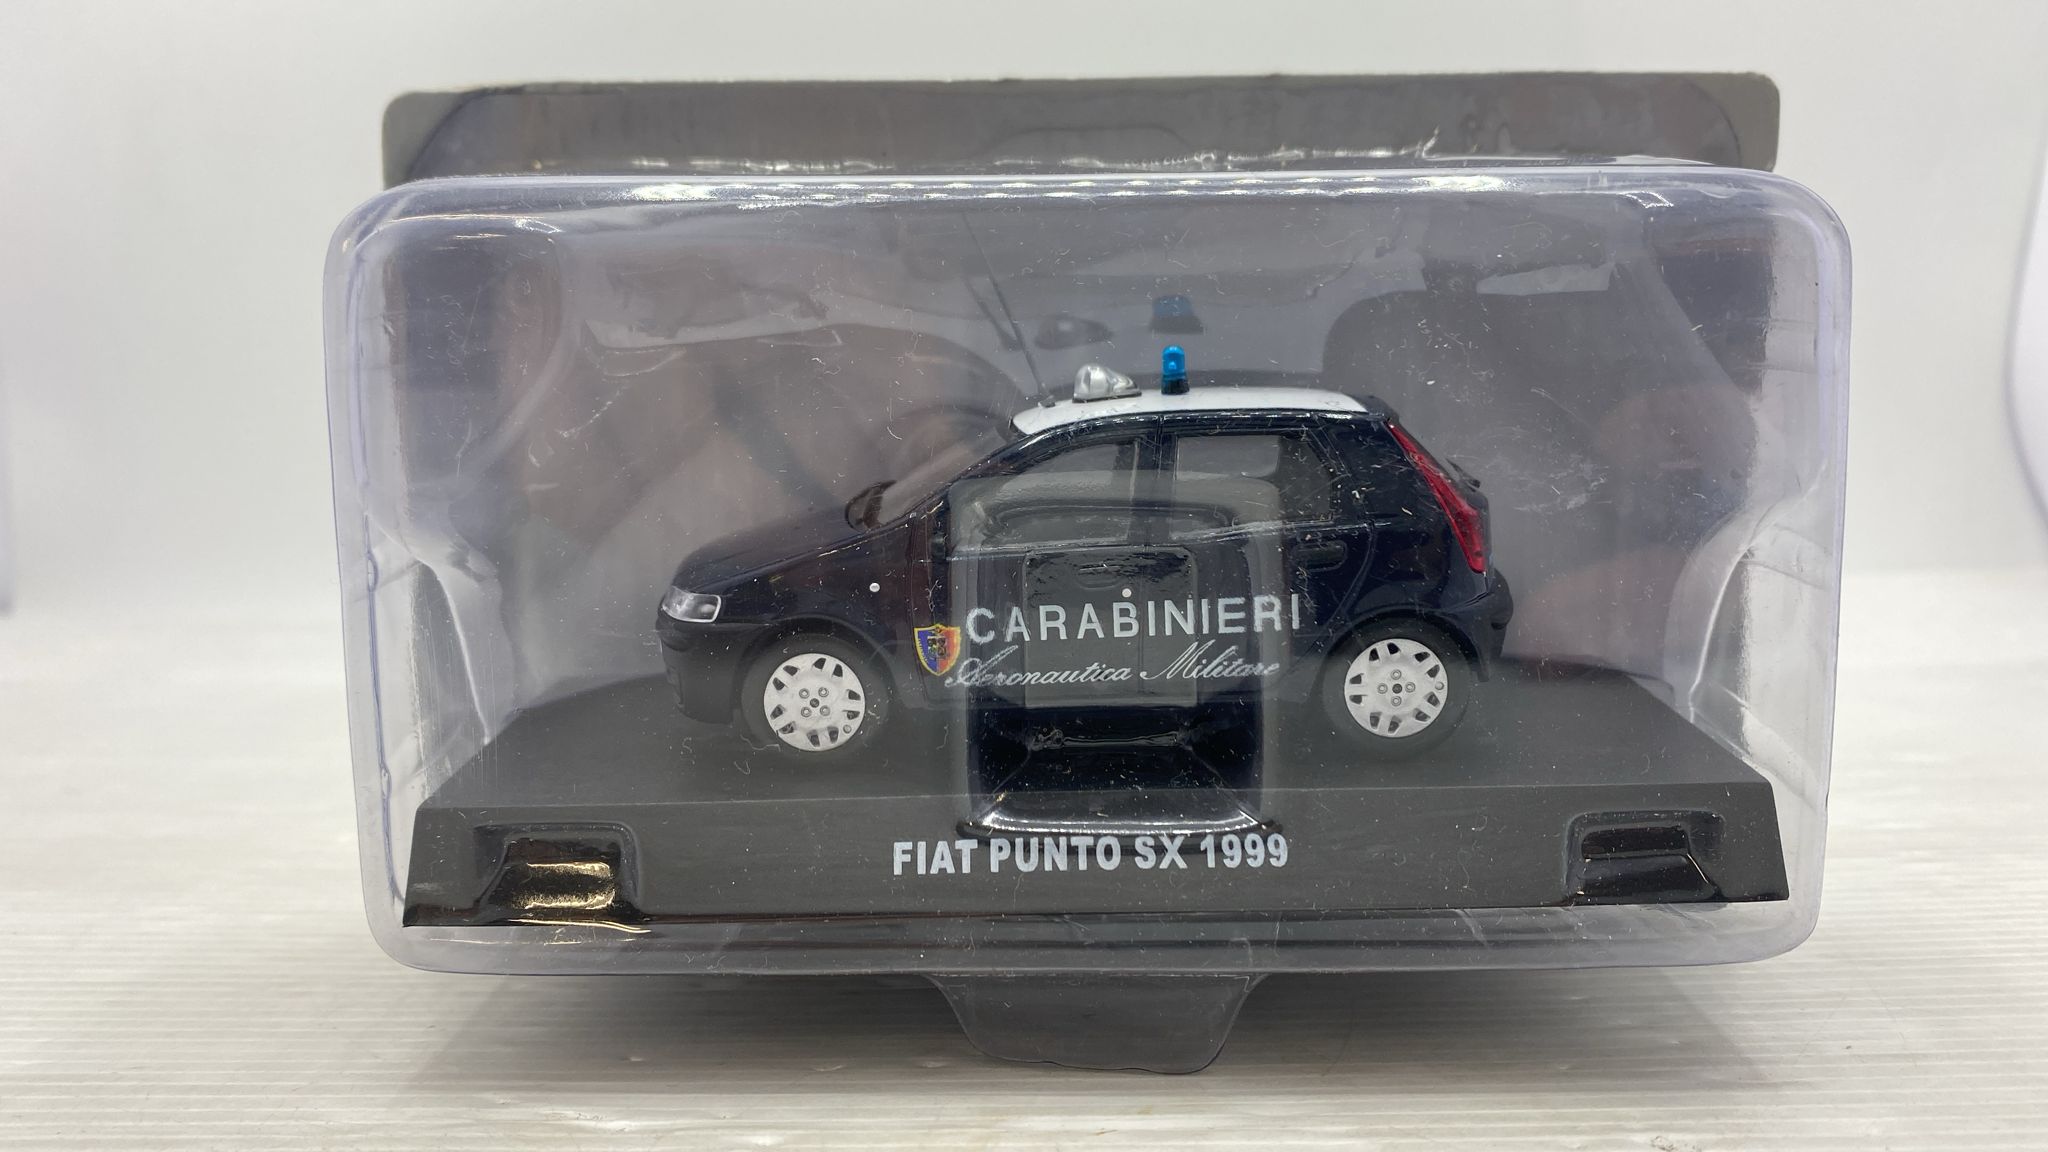 CARABINIERI
Aeronautica Militare
FIAT PUNTO SX 1999